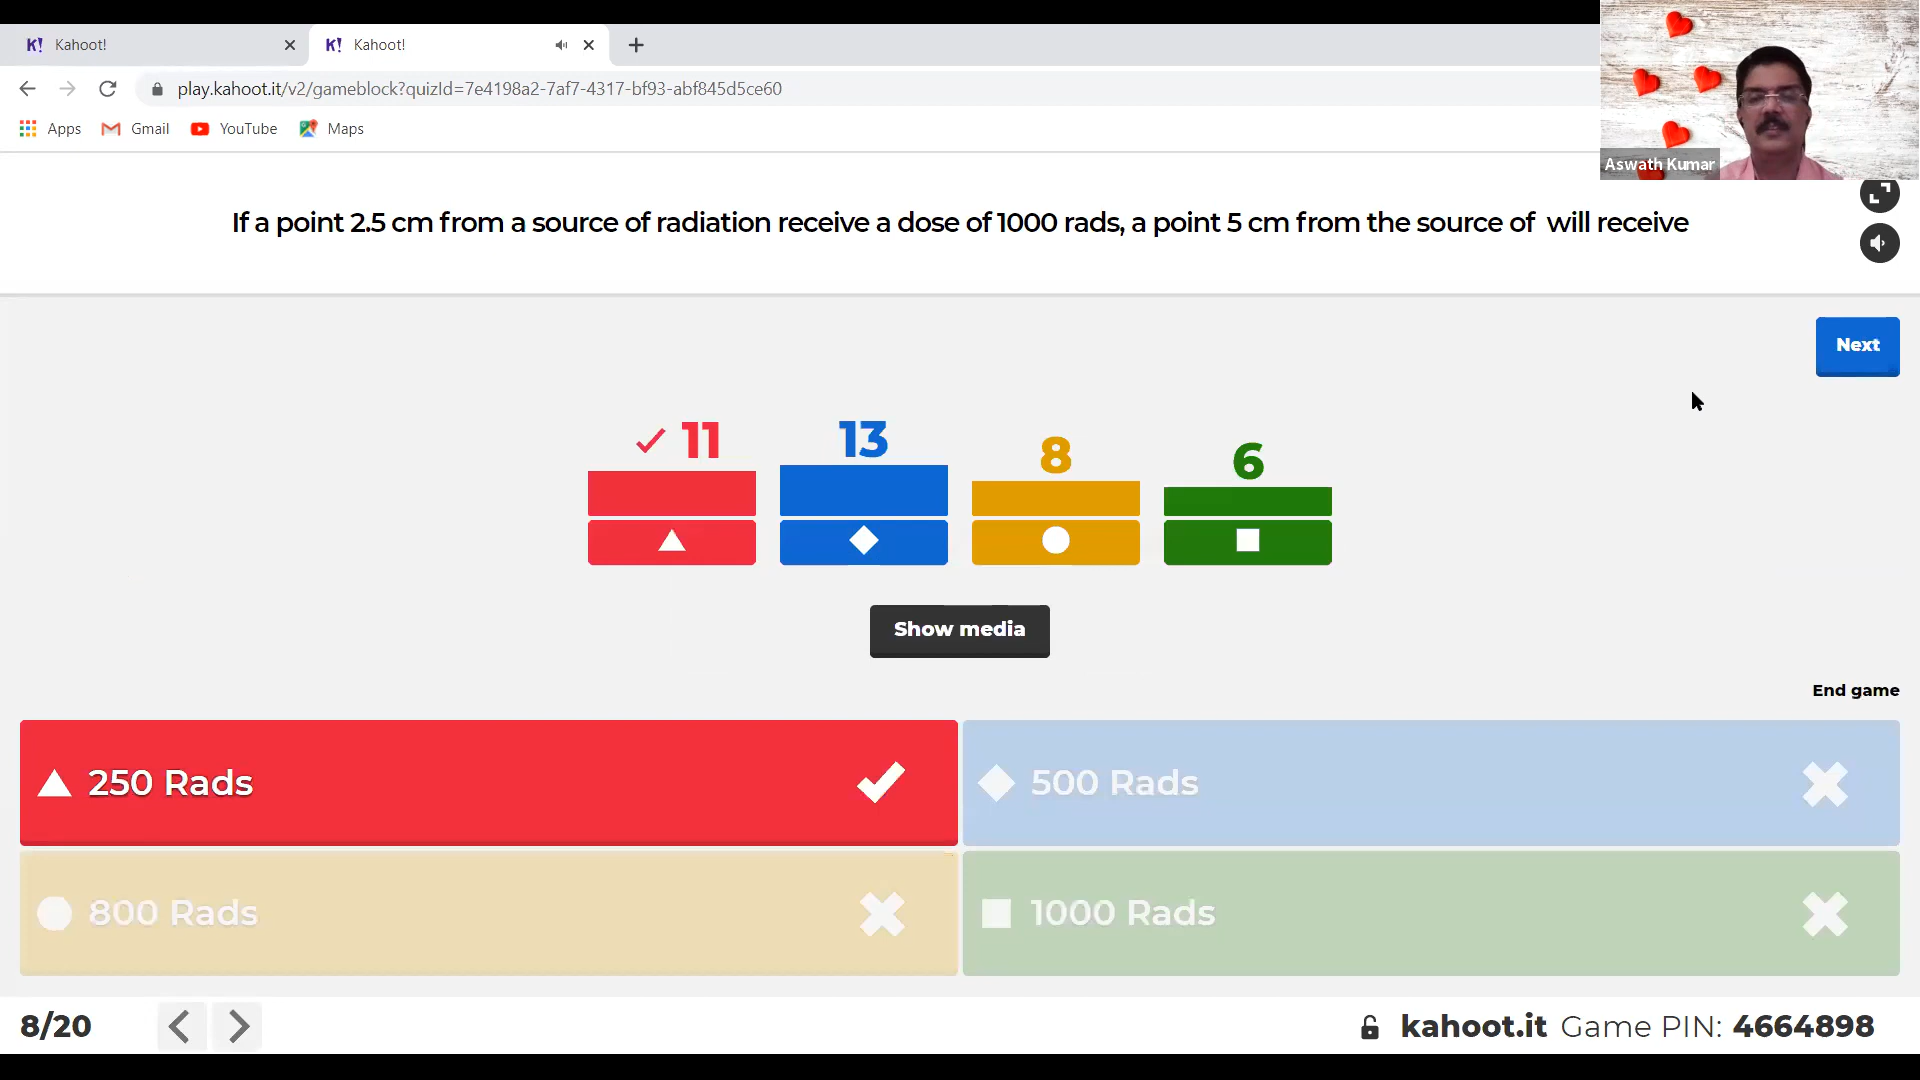 K! Kahoot!
K! Kahoot!
play.kahoot.it/v2/gameblock?quizId=7e4198a2-7af7-4317-bf93-abf845d5ce60
Apps Gmail YouTube Maps
Aswath Kumar
If a point 2.5 cm from a source of radiation receive a dose of 1000 rads, a point 5 cm from the source of will receive
Next
11 13 8 6
Show media
End game
250 Rads
500 Rads
800 Rads
1000 Rads
8/20
kahoot.it Game PIN: 4664898